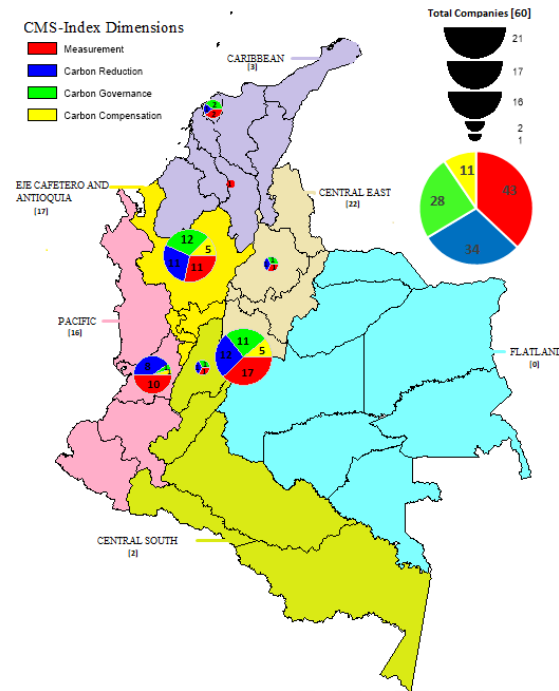 CMS-Index Dimensions
Measurement
Carbon Reduction
Carbon Governance
Carbon Compensation
Total Companies [60]
21
17
16
2
1
11
43
28
34
CARIBBEAN
[3]
2
EJE CAFETERO AND
ANTIOQUIA
[17]
CENTRAL EAST
[22]
12
5
11
11
PACIFIC
[16]
11
5
12
17
10
FLATLAND
[0]
CENTRAL SOUTH
[2]